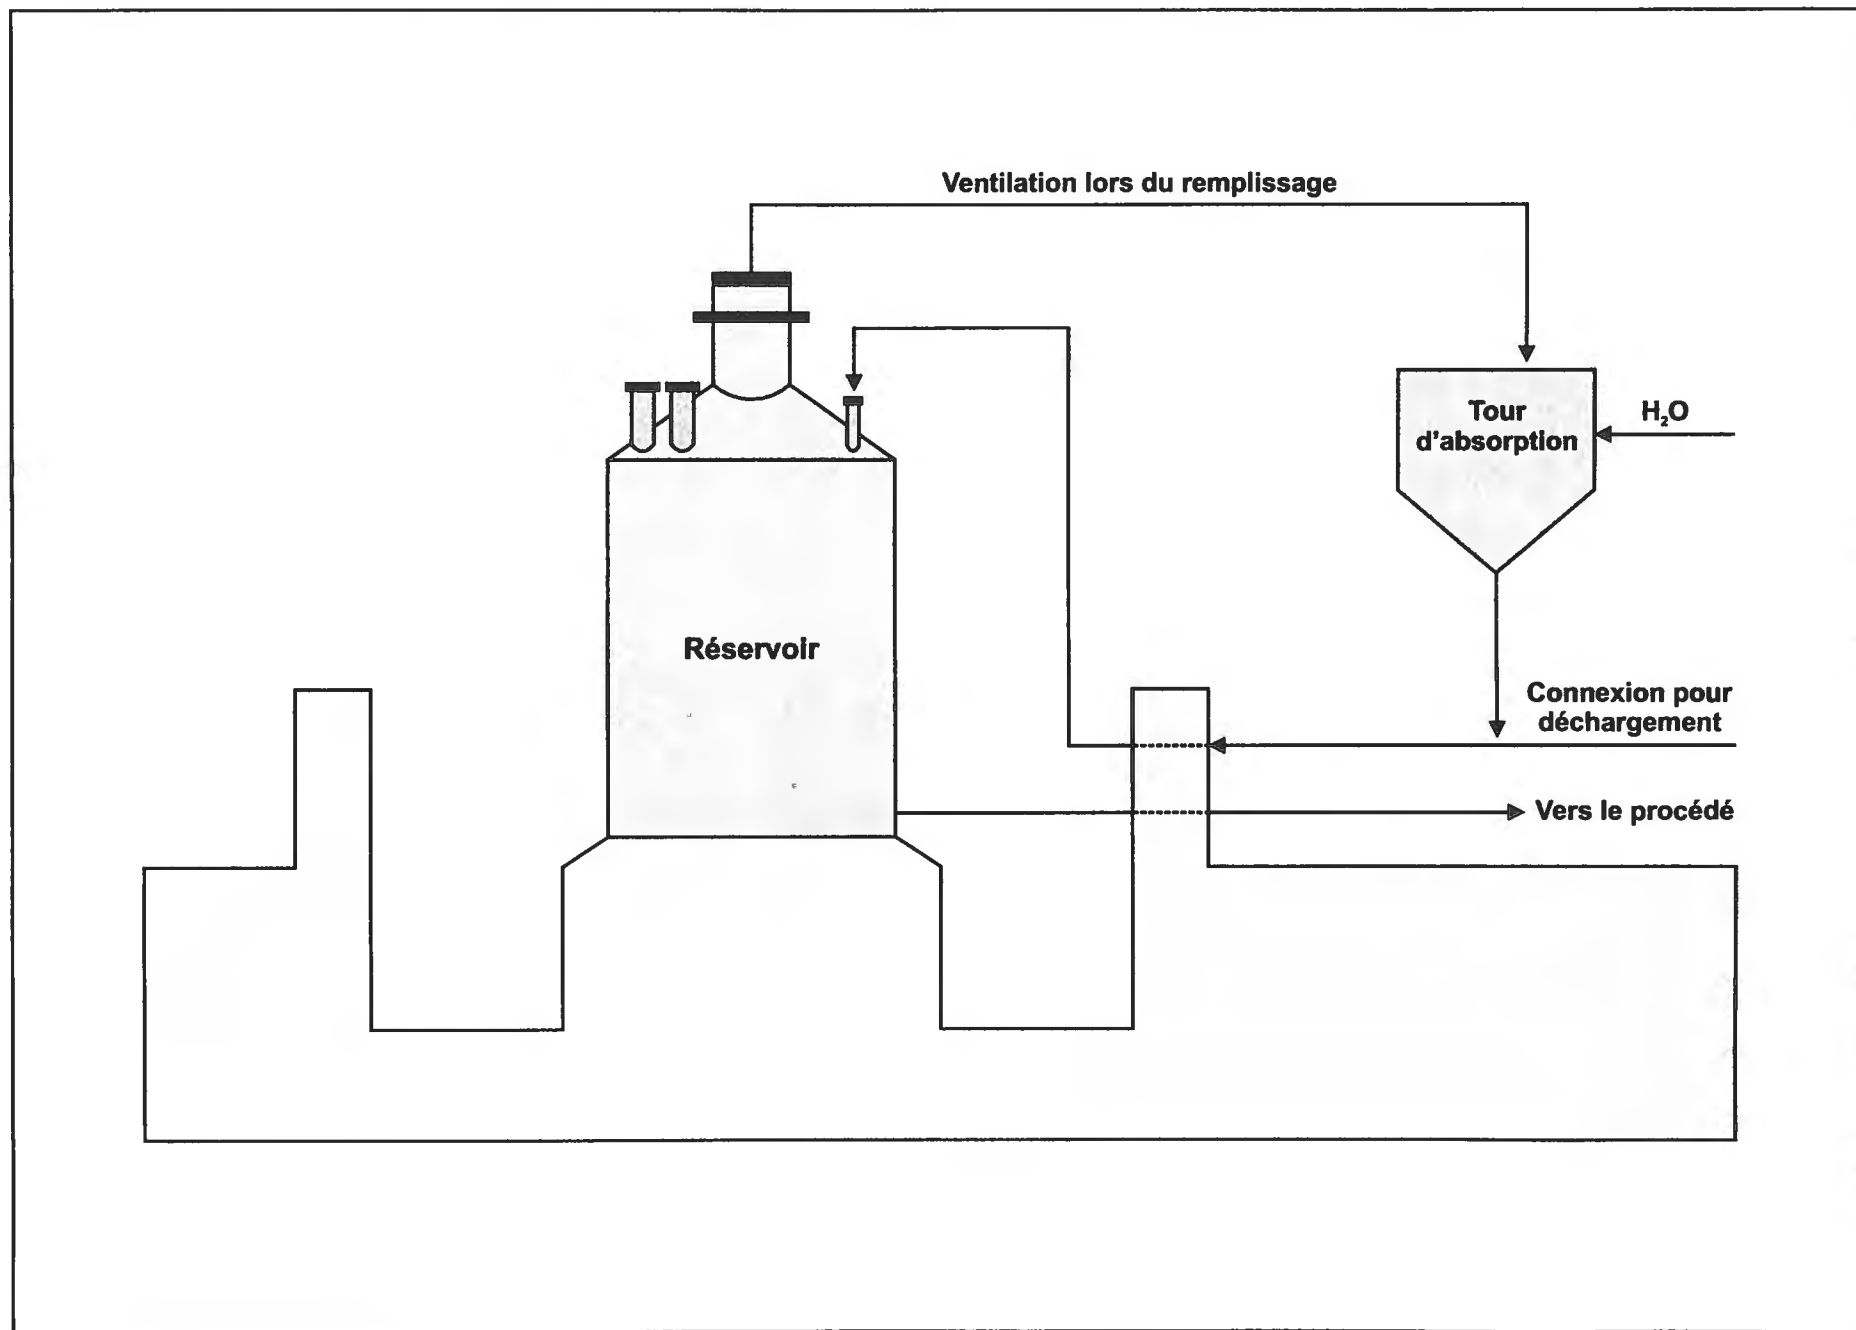 Ventilation lors du remplissage
Tour
d'absorption
H₂O
Réservoir
Connexion pour
déchargement
Vers le procédé